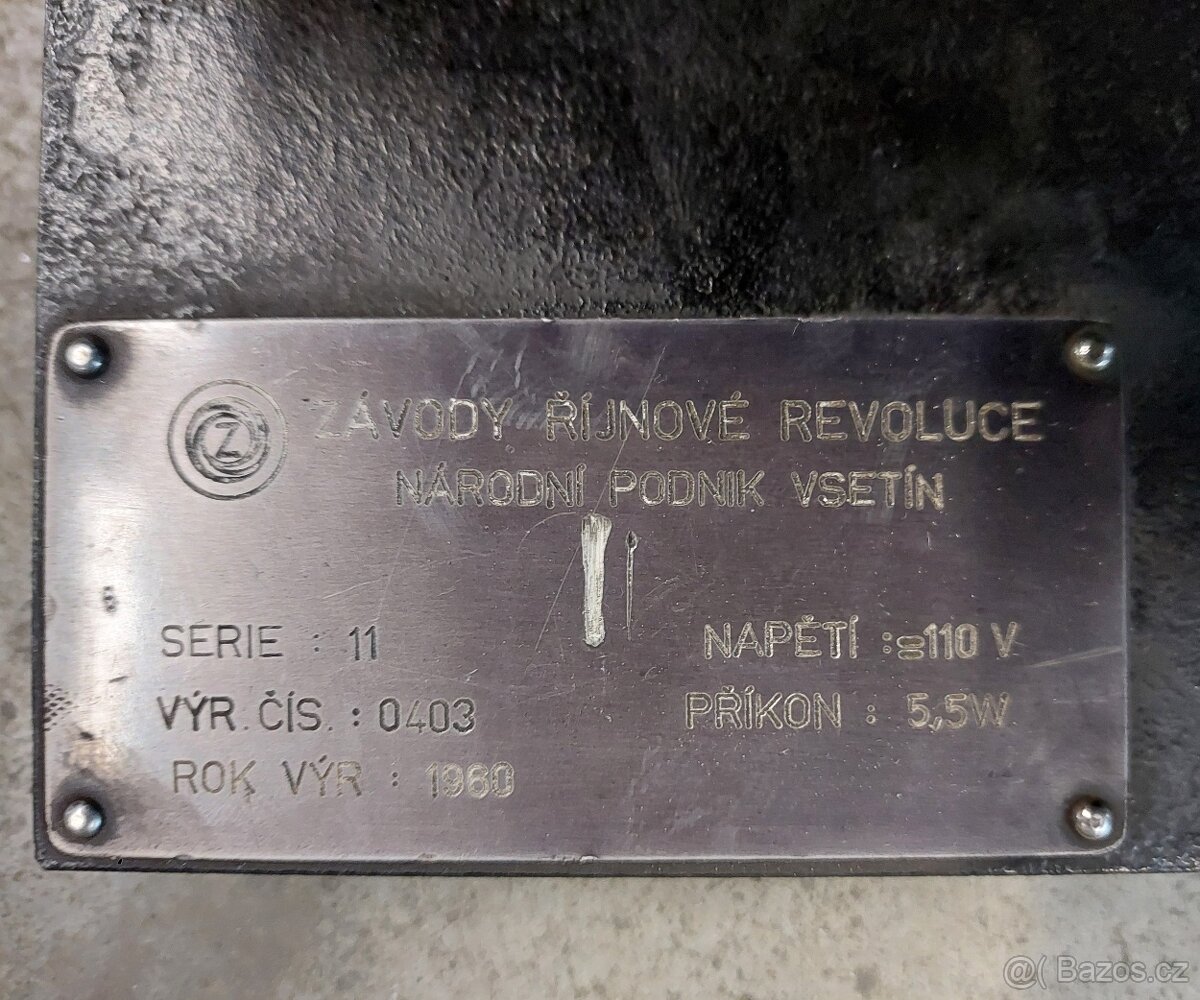 Z
ZÁVODY ŘÍJNOVÉ REVOLUCE
NÁRODNÍ PODNIK VSETÍN
SERIE : 11
NAPĚTÍ :≅110 V
VÝR. ČÍS. : 0403
PŘÍKON : 5,5W
ROK VÝR : 1980
@( Bazos.cz